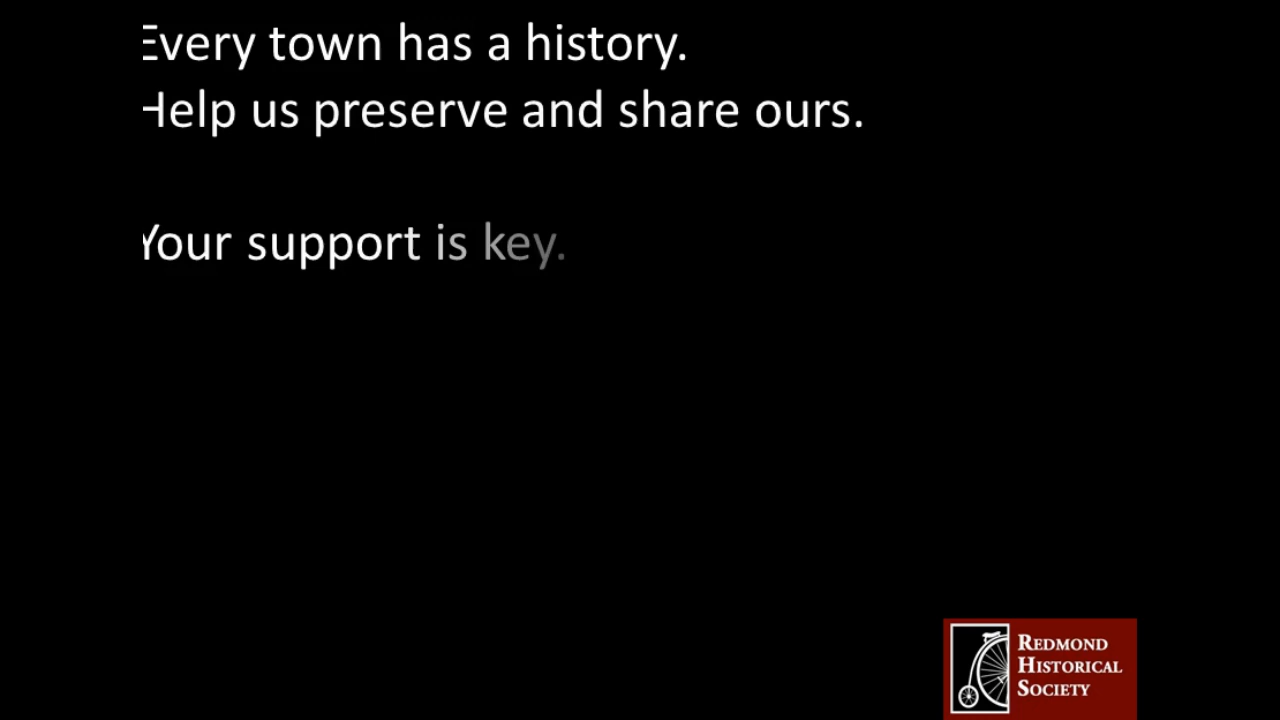 Every town has a history.
Help us preserve and share ours.
Your support is key.
REDMOND
HISTORICAL
SOCIETY